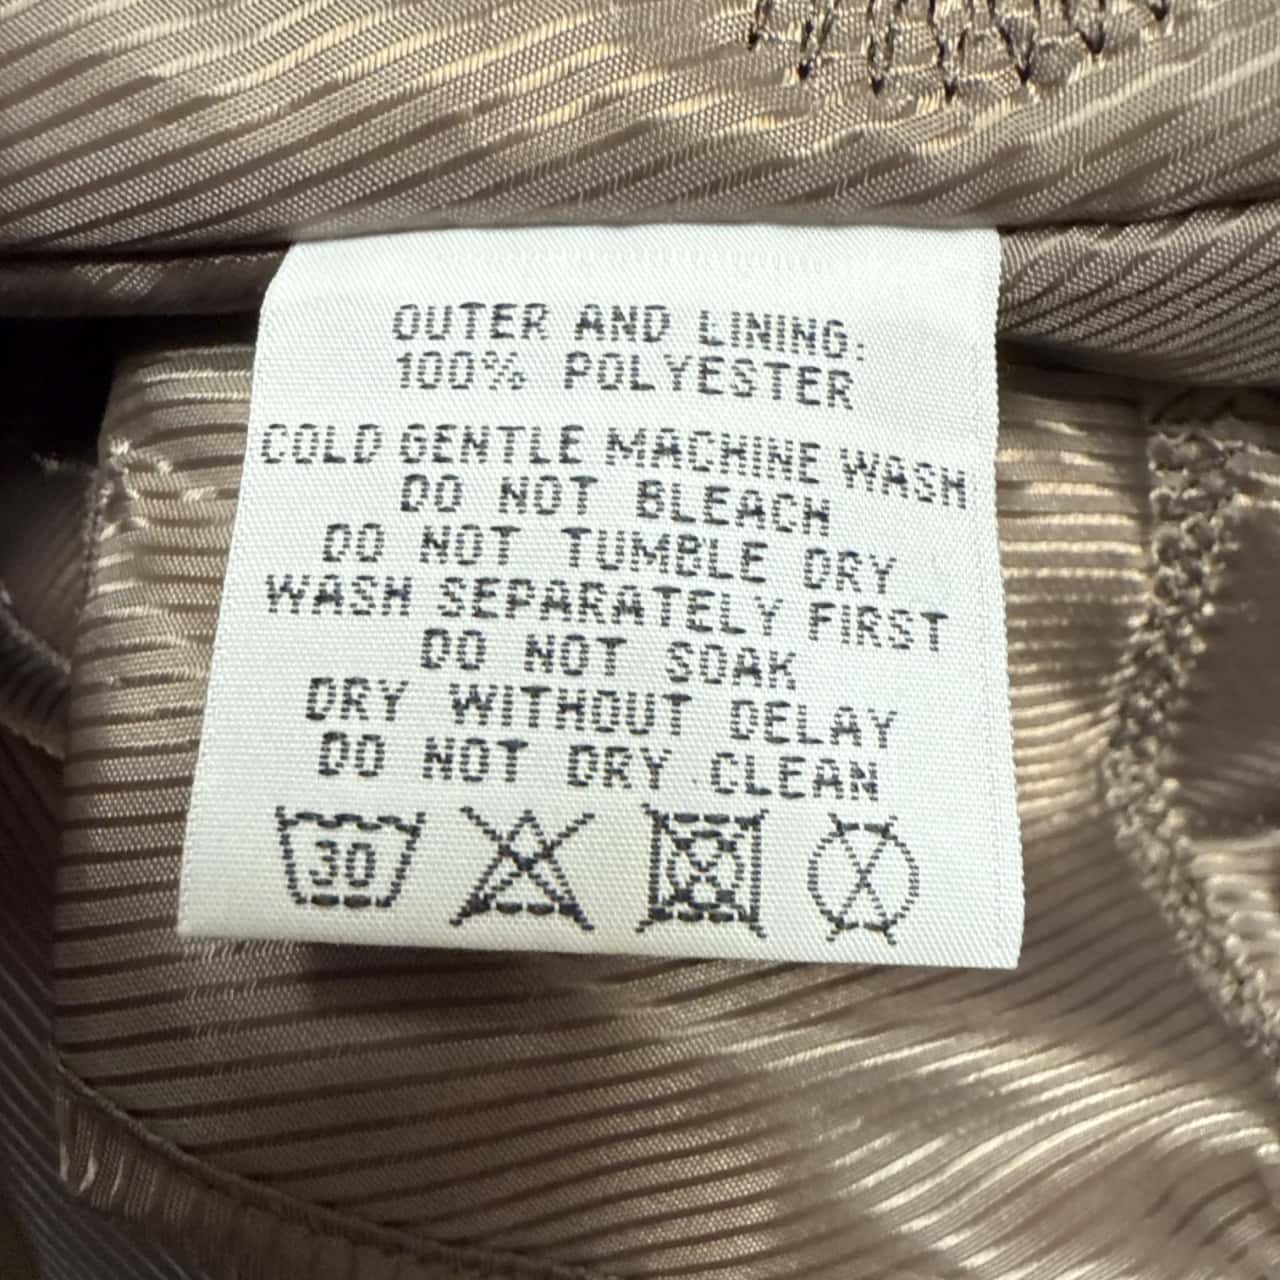 OUTER AND LINING:
100% POLYESTER
COLD GENTLE MACHINE WASH
DO NOT BLEACH
DO NOT TUMBLE DRY
WASH SEPARATELY FIRST
DO NOT SOAK
DRY WITHOUT DELAY
DO NOT DRY CLEAN
30